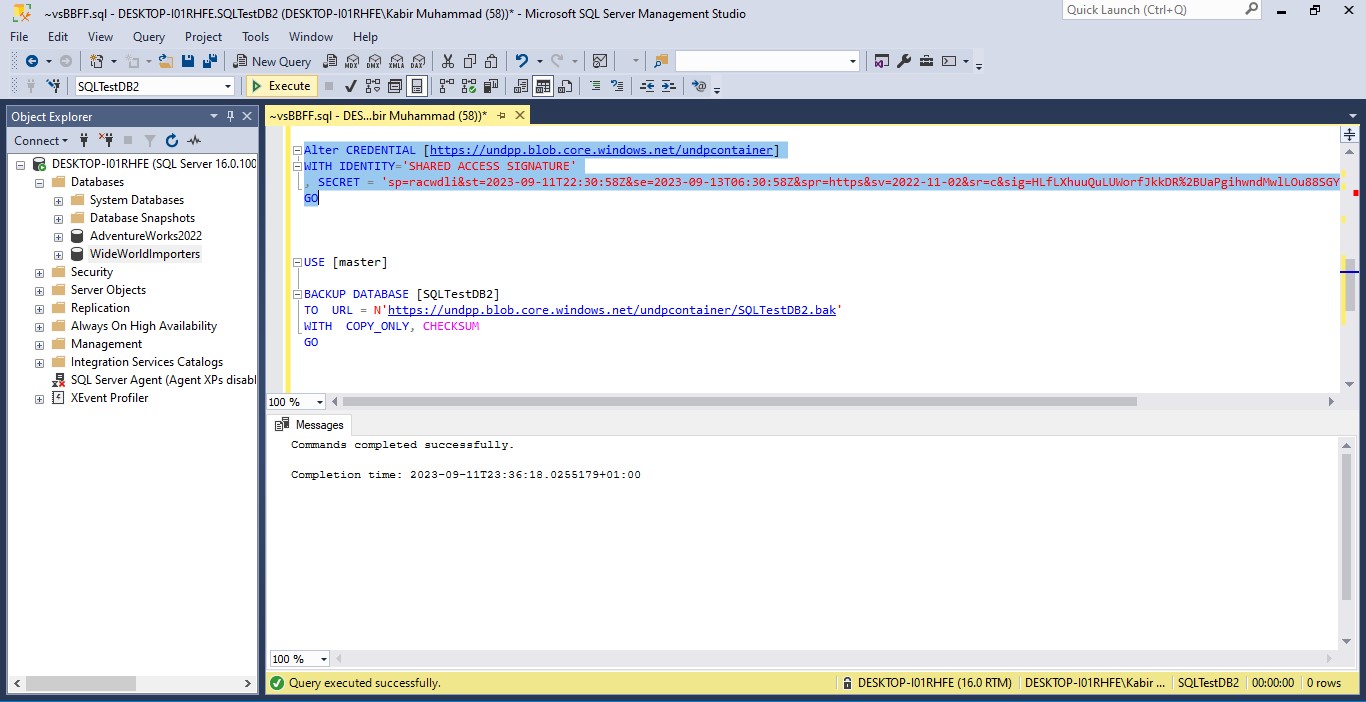 ~vsBBFF.sql - DESKTOP-I01RHFE.SQLTestDB2 (DESKTOP-I01RHFE\Kabir Muhammad (58))* - Microsoft SQL Server Management Studio
Quick Launch (Ctrl+Q)
File Edit View Query Project Tools Window Help
New Query MDX DMX XMLA DAX
SQLTestDB2 Execute
Object Explorer
~vsBBFF.sql - DES...bir Muhammad (58))*
Connect
DESKTOP-I01RHFE (SQL Server 16.0.100
Databases
System Databases
Database Snapshots
AdventureWorks2022
WideWorldImporters
Security
Server Objects
Replication
Always On High Availability
Management
Integration Services Catalogs
SQL Server Agent (Agent XPs disabl
XEvent Profiler
Alter CREDENTIAL [https://undpp.blob.core.windows.net/undpcontainer]
WITH IDENTITY='SHARED ACCESS SIGNATURE'
, SECRET = 'sp=racwdli&st=2023-09-11T22:30:58Z&se=2023-09-13T06:30:58Z&spr=https&sv=2022-11-02&sr=c&sig=HLfLXhuuQuLUWorfJkkDR%2BUaPgihwndMwlLOu88SGY
GO
USE [master]
BACKUP DATABASE [SQLTestDB2]
TO URL = N'https://undpp.blob.core.windows.net/undpcontainer/SQLTestDB2.bak'
WITH COPY_ONLY, CHECKSUM
GO
100 %
Messages
Commands completed successfully.
Completion time: 2023-09-11T23:36:18.0255179+01:00
100 %
Query executed successfully. DESKTOP-I01RHFE (16.0 RTM) DESKTOP-I01RHFE\Kabir ... SQLTestDB2 00:00:00 0 rows